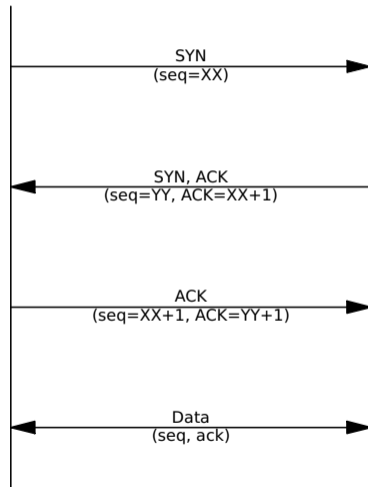 SYN
(seq=XX)
SYN, ACK
(seq=YY, ACK=XX+1)
ACK
(seq=XX+1, ACK=YY+1)
Data
(seq, ack)